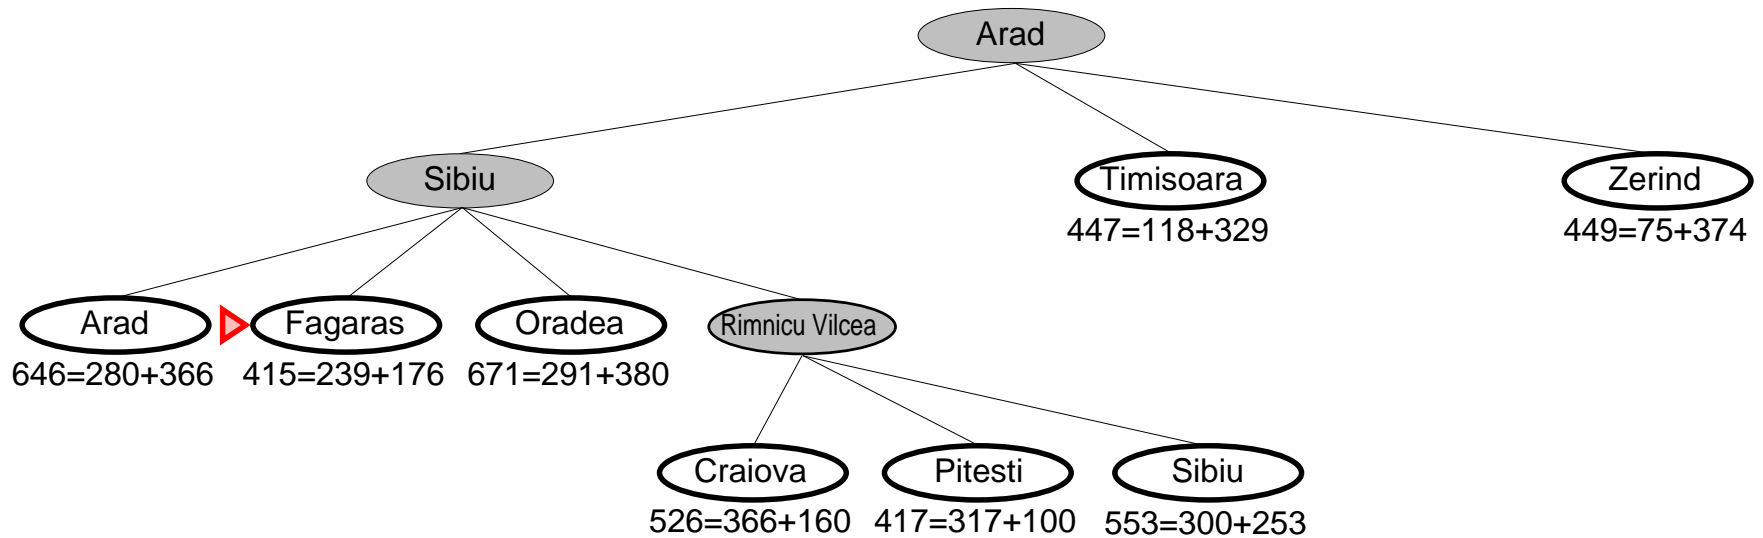 Arad
Sibiu
Timisoara
Zerind
447=118+329
449=75+374
Arad
Fagaras
Oradea
Rimnicu Vilcea
646=280+366
415=239+176
671=291+380
Craiova
Pitesti
Sibiu
526=366+160
417=317+100
553=300+253